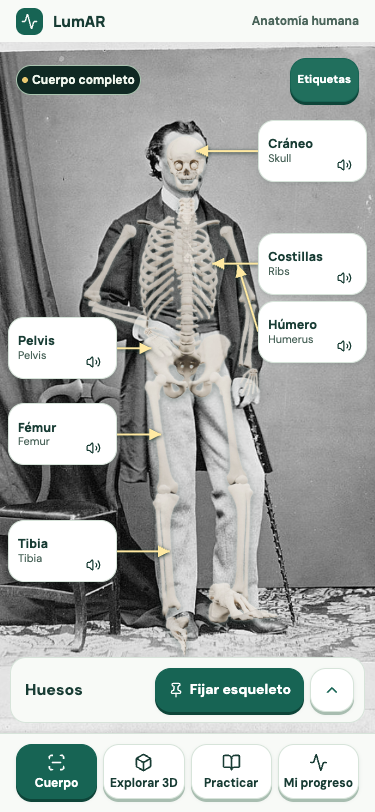 LumAR
Anatomía humana
Cuerpo completo
Etiquetas
Cráneo
Skull
Costillas
Ribs
Húmero
Humerus
Pelvis
Pelvis
Fémur
Femur
Tibia
Tibia
Huesos
Fijar esqueleto
Cuerpo
Explorar 3D
Practicar
Mi progreso